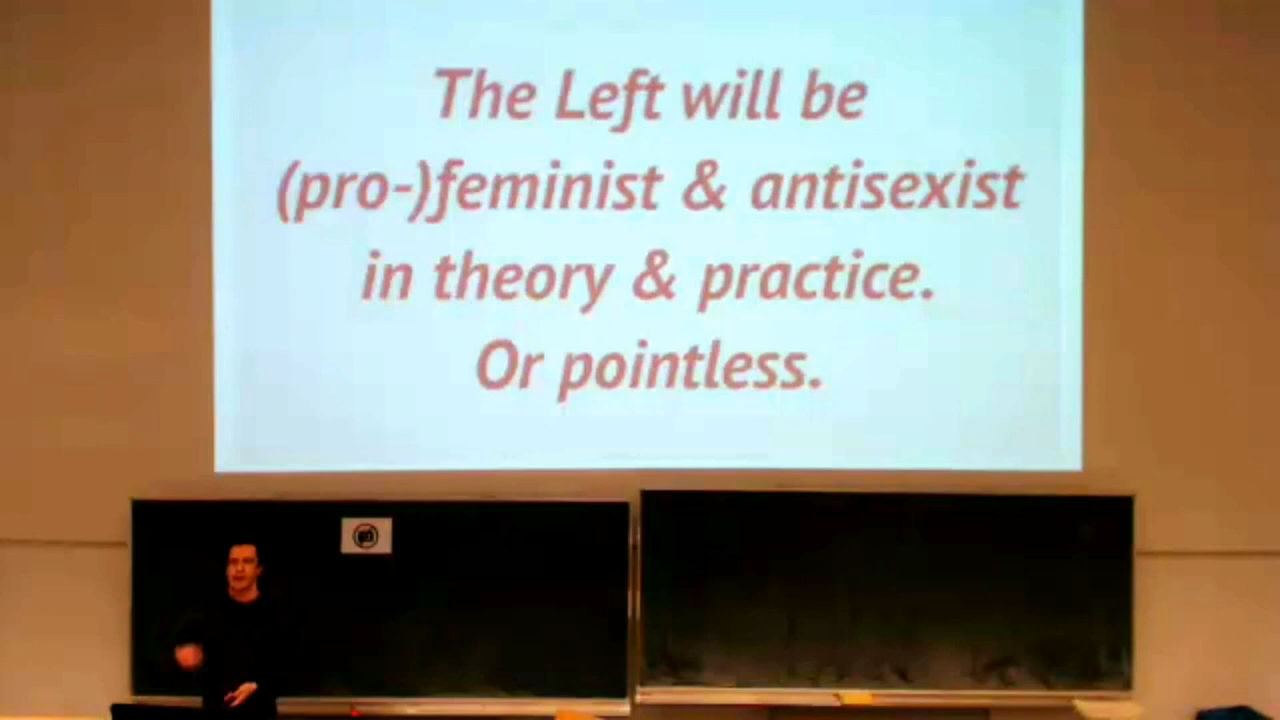 The Left will be
(pro-)feminist & antisexist
in theory & practice.
Or pointless.